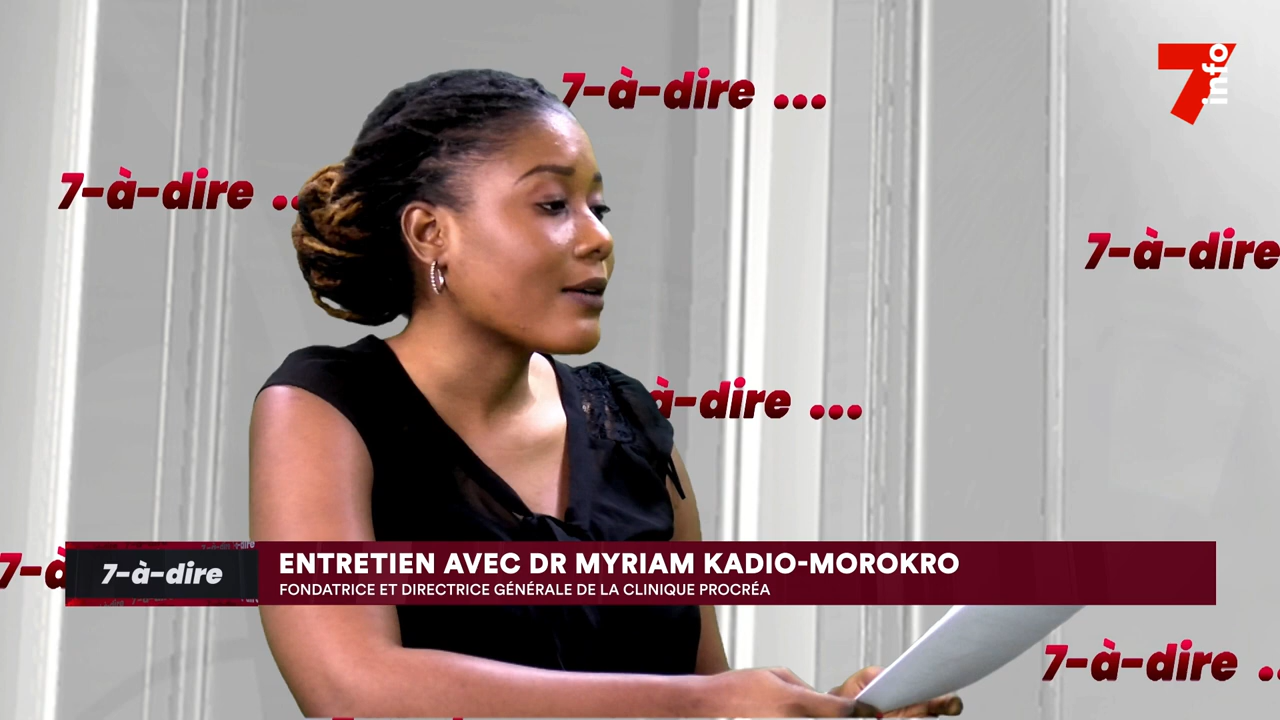 7-à-dire ...
7
info
7-à-dire ..
7-à-dire
à-dire ...
7-à
7-à-dire
ENTRETIEN AVEC DR MYRIAM KADIO-MOROKRO
FONDATRICE ET DIRECTRICE GÉNÉRALE DE LA CLINIQUE PROCRÉA
7-à-dire ..